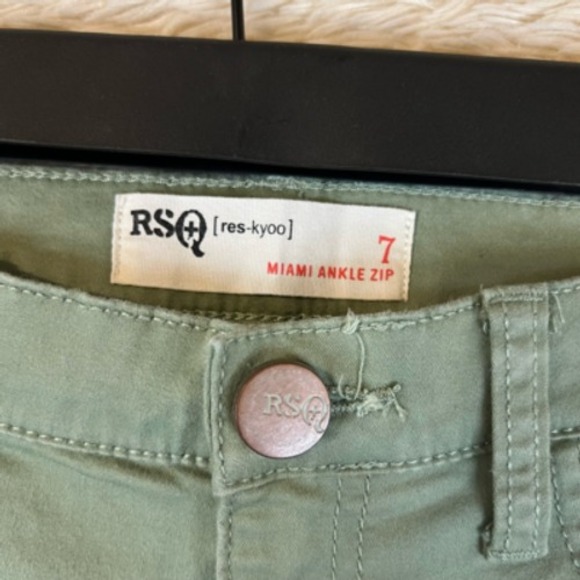 RSQ [res-kyoo]
7
MIAMI ANKLE ZIP
RSQ